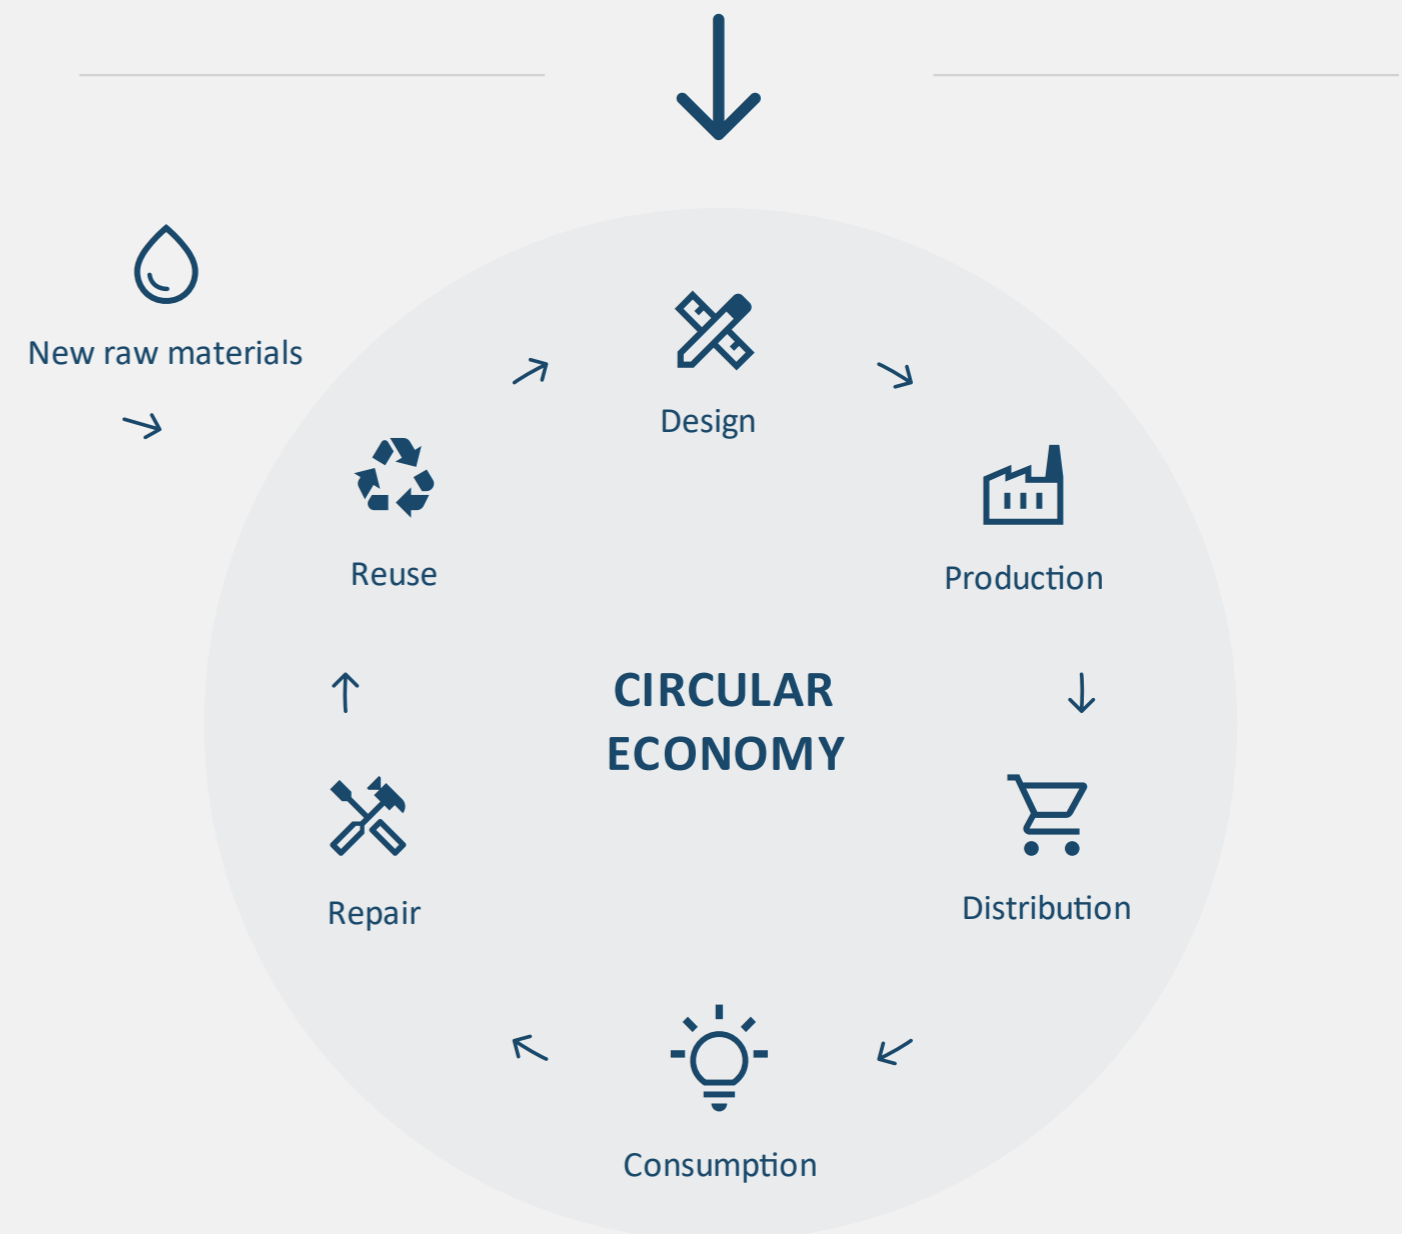 New raw materials
Design
Reuse
Production
CIRCULAR
ECONOMY
Repair
Distribution
Consumption